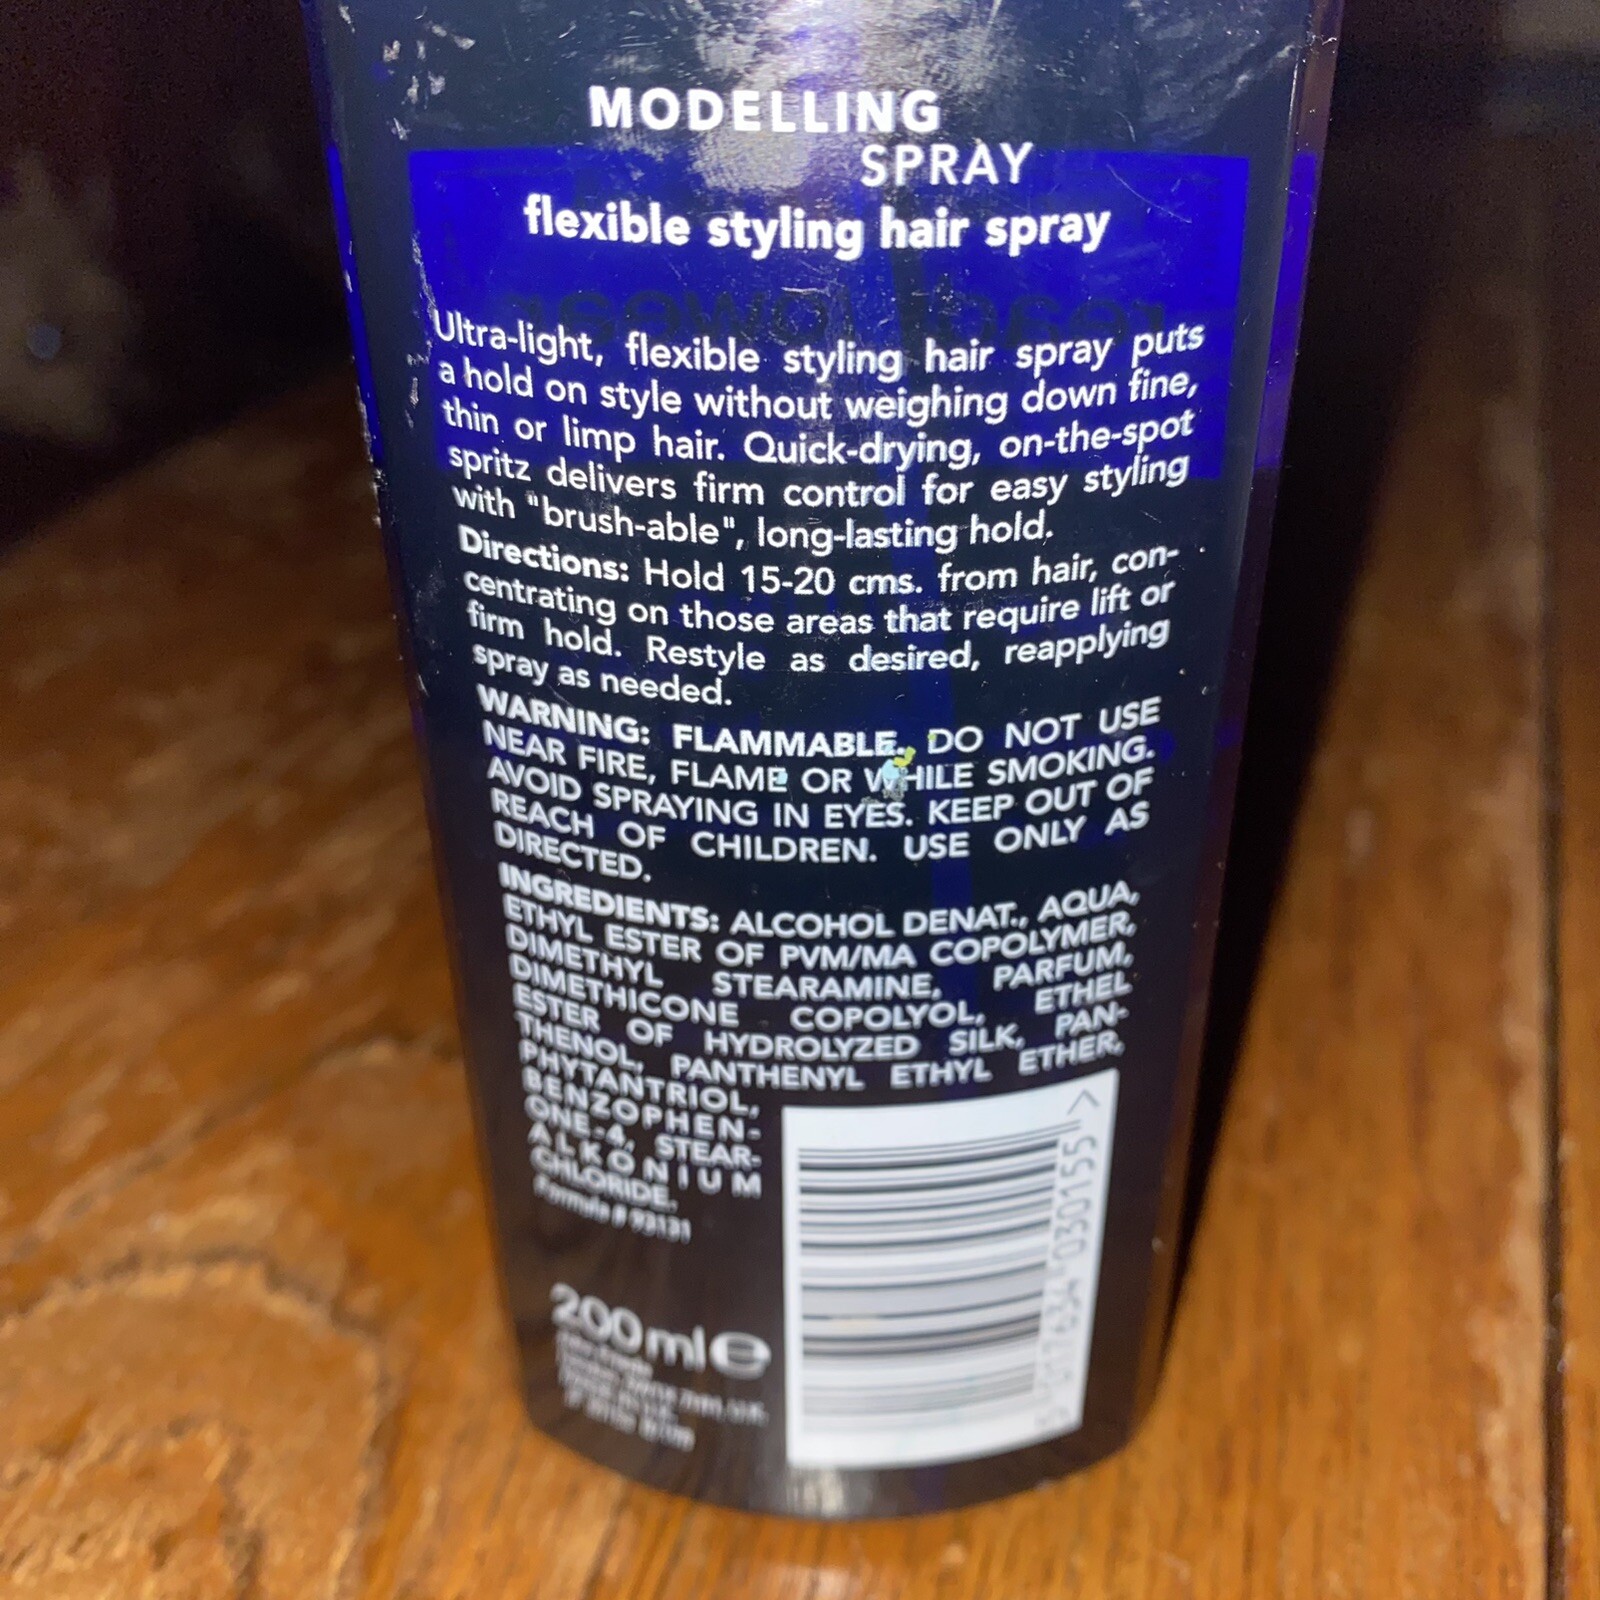 MODELLING
SPRAY
flexible styling hair spray
Ultra-light, flexible styling hair spray puts
a hold on style without weighing down fine,
thin or limp hair. Quick-drying, on-the-spot
spritz delivers firm control for easy styling
with "brush-able", long-lasting hold.
Directions: Hold 15-20 cms. from hair, con-
centrating on those areas that require lift or
firm hold. Restyle as desired, reapplying
spray as needed.
WARNING: FLAMMABLE. DO NOT USE
NEAR FIRE, FLAME OR WHILE SMOKING.
AVOID SPRAYING IN EYES. KEEP OUT OF
REACH OF CHILDREN. USE ONLY AS
DIRECTED.
INGREDIENTS: ALCOHOL DENAT., AQUA,
ETHYL ESTER OF PVM/MA COPOLYMER,
DIMETHYL STEARAMINE, PARFUM,
DIMETHICONE COPOLYOL, ETHEL
ESTER OF HYDROLYZED SILK, PAN-
THENOL, PANTHENYL ETHYL ETHER,
PHYTANTRIOL,
BENZOPHEN-
ONE-4, STEAR-
ALKONIUM
CHLORIDE.
Formula # 93131
200 ml e
030155 >